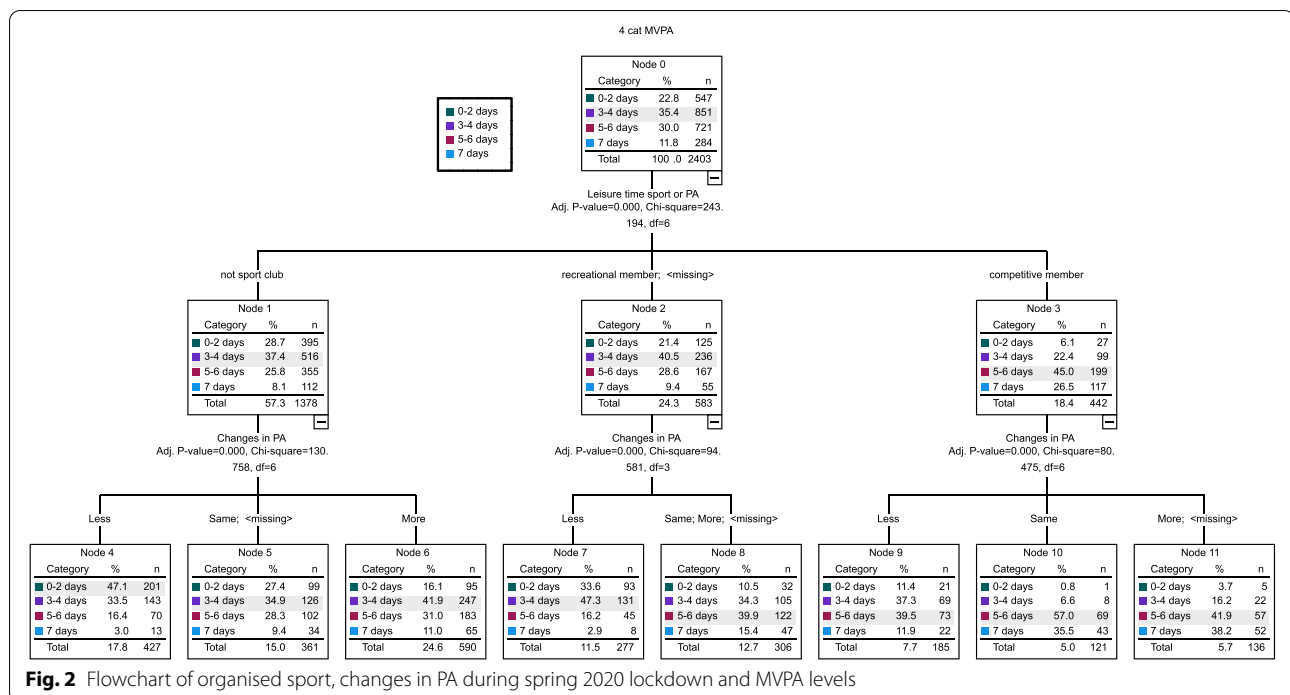 4 cat MVPA
Node 0
Category % n
0-2 days 22.8 547
3-4 days 35.4 851
5-6 days 30.0 721
7 days 11.8 284
Total 100 .0 2403
0-2 days
3-4 days
5-6 days
7 days
Leisure time sport or PA
Adj. P-value=0.000, Chi-square=243.
194, df=6
not sport club
recreational member; <missing>
competitive member
Node 1
Category % n
0-2 days 28.7 395
3-4 days 37.4 516
5-6 days 25.8 355
7 days 8.1 112
Total 57.3 1378
Node 2
Category % n
0-2 days 21.4 125
3-4 days 40.5 236
5-6 days 28.6 167
7 days 9.4 55
Total 24.3 583
Node 3
Category % n
0-2 days 6.1 27
3-4 days 22.4 99
5-6 days 45.0 199
7 days 26.5 117
Total 18.4 442
Changes in PA
Adj. P-value=0.000, Chi-square=130.
758, df=6
Changes in PA
Adj. P-value=0.000, Chi-square=94.
581, df=3
Changes in PA
Adj. P-value=0.000, Chi-square=80.
475, df=6
Less
Same; <missing>
More
Less
Same; More; <missing>
Less
Same
More; <missing>
Node 4
Category % n
0-2 days 47.1 201
3-4 days 33.5 143
5-6 days 16.4 70
7 days 3.0 13
Total 17.8 427
Node 5
Category % n
0-2 days 27.4 99
3-4 days 34.9 126
5-6 days 28.3 102
7 days 9.4 34
Total 15.0 361
Node 6
Category % n
0-2 days 16.1 95
3-4 days 41.9 247
5-6 days 31.0 183
7 days 11.0 65
Total 24.6 590
Node 7
Category % n
0-2 days 33.6 93
3-4 days 47.3 131
5-6 days 16.2 45
7 days 2.9 8
Total 11.5 277
Node 8
Category % n
0-2 days 10.5 32
3-4 days 34.3 105
5-6 days 39.9 122
7 days 15.4 47
Total 12.7 306
Node 9
Category % n
0-2 days 11.4 21
3-4 days 37.3 69
5-6 days 39.5 73
7 days 11.9 22
Total 7.7 185
Node 10
Category % n
0-2 days 0.8 1
3-4 days 6.6 8
5-6 days 57.0 69
7 days 35.5 43
Total 5.0 121
Node 11
Category % n
0-2 days 3.7 5
3-4 days 16.2 22
5-6 days 41.9 57
7 days 38.2 52
Total 5.7 136
Fig. 2 Flowchart of organised sport, changes in PA during spring 2020 lockdown and MVPA levels